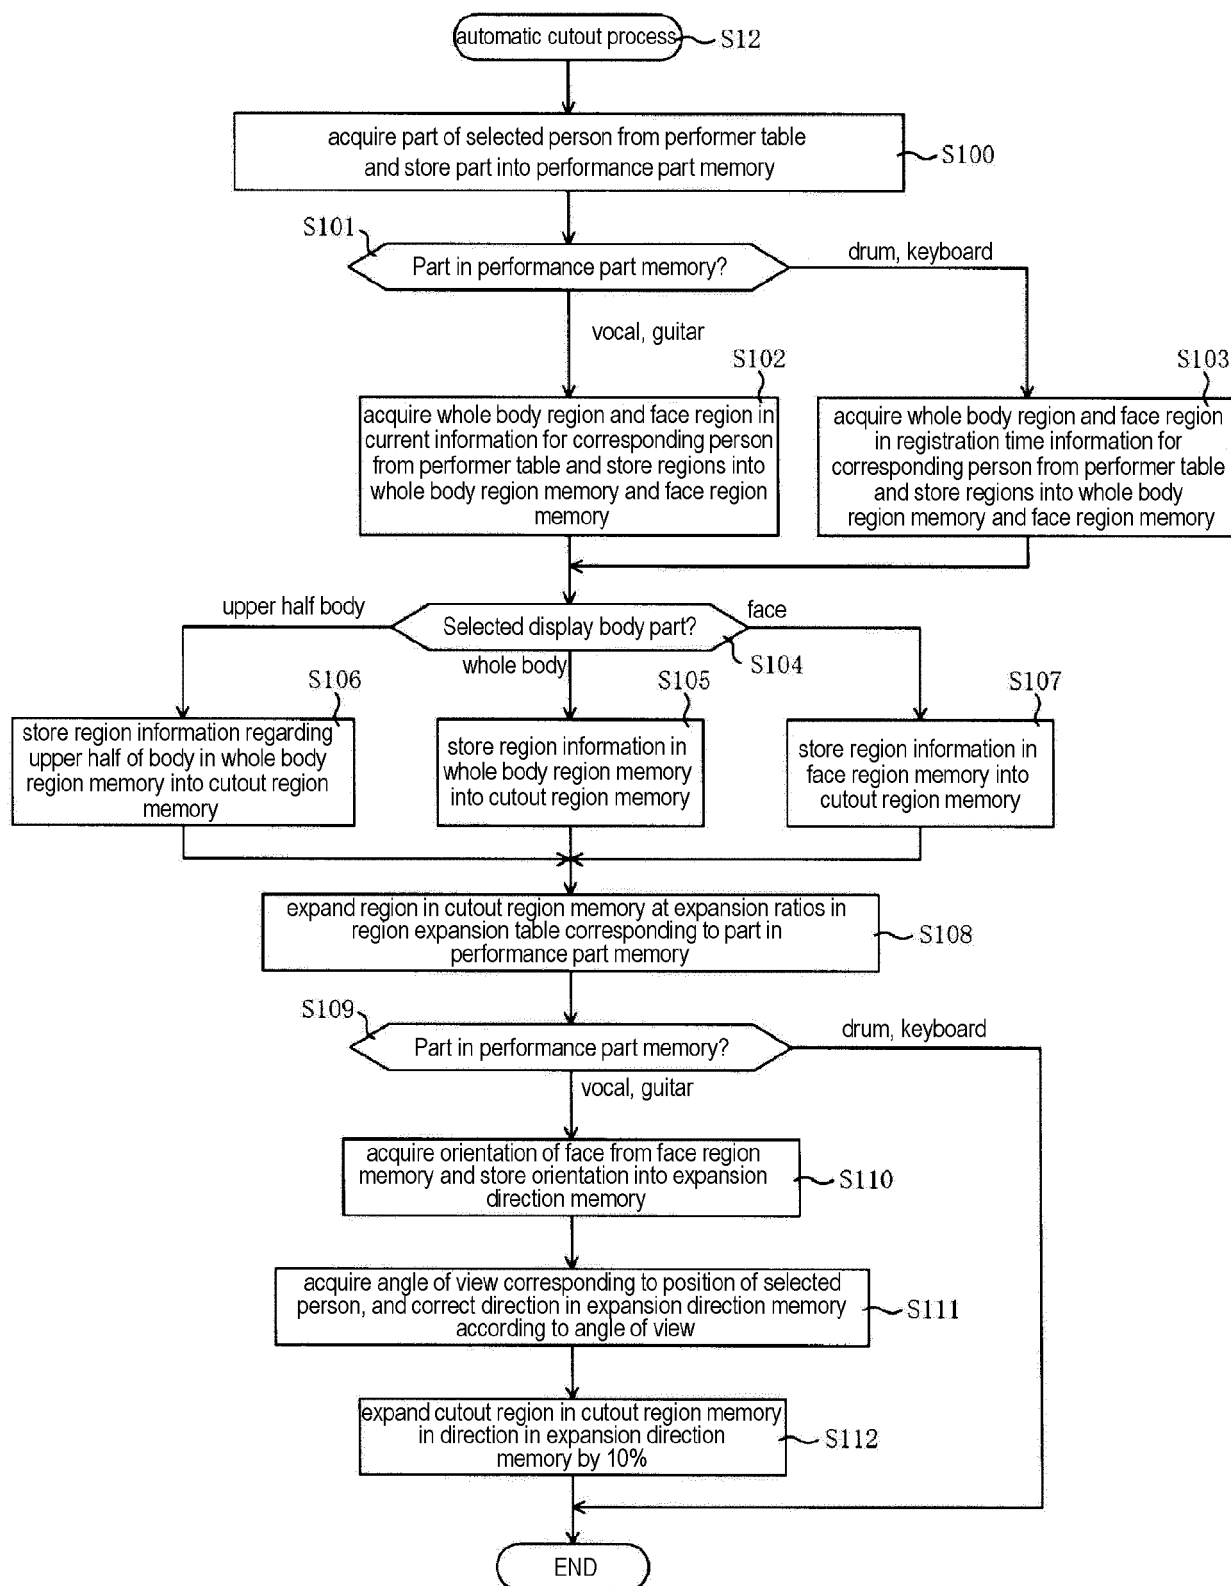 automatic cutout process
S12
acquire part of selected person from performer table
and store part into performance part memory
S100
S101
Part in performance part memory?
drum, keyboard
vocal, guitar
S102
acquire whole body region and face region in
current information for corresponding person
from performer table and store regions into
whole body region memory and face region
memory
S103
acquire whole body region and face region
in registration time information for
corresponding person from performer table
and store regions into whole body
region memory and face region memory
upper half body
Selected display body part?
face
S104
whole body
S106
store region information regarding
upper half of body in whole body
region memory into cutout region
memory
S105
store region information in
whole body region memory
into cutout region memory
S107
store region information in
face region memory into
cutout region memory
expand region in cutout region memory at expansion ratios in
region expansion table corresponding to part in
performance part memory
S108
S109
Part in performance part memory?
drum, keyboard
vocal, guitar
acquire orientation of face from face region
memory and store orientation into expansion
direction memory
S110
acquire angle of view corresponding to position of selected
person, and correct direction in expansion direction memory
according to angle of view
S111
expand cutout region in cutout region memory
in direction in expansion direction
memory by 10%
S112
END